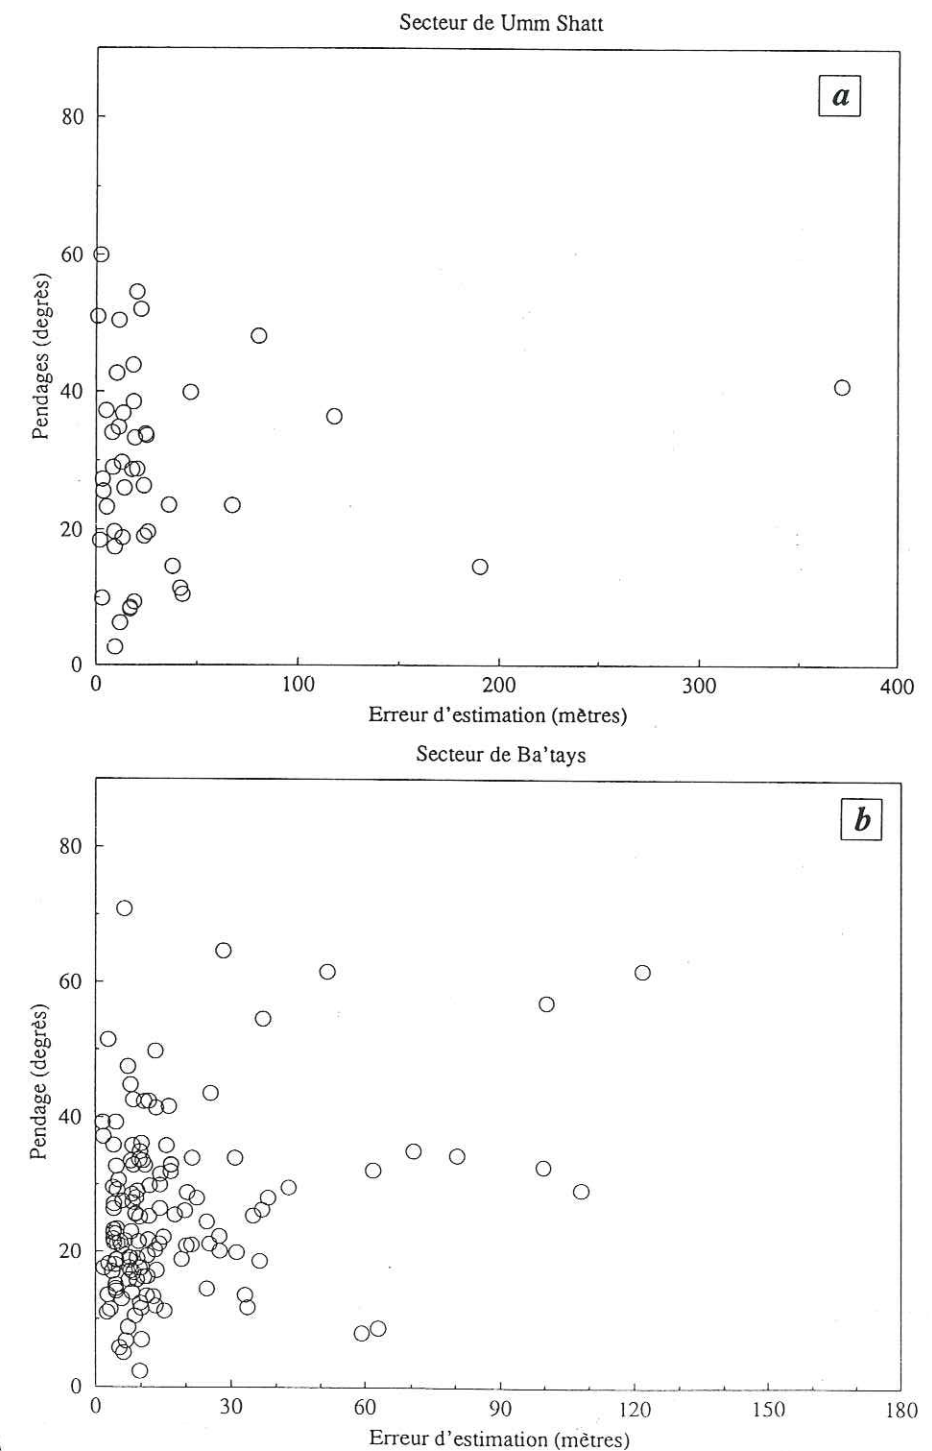 Secteur de Umm Shatt
a
80
60
40
20
0
Pendages (degrès)
0 100 200 300 400
Erreur d'estimation (mètres)
Secteur de Ba'tays
b
80
60
40
20
0
Pendage (degrès)
0 30 60 90 120 150 180
Erreur d'estimation (mètres)